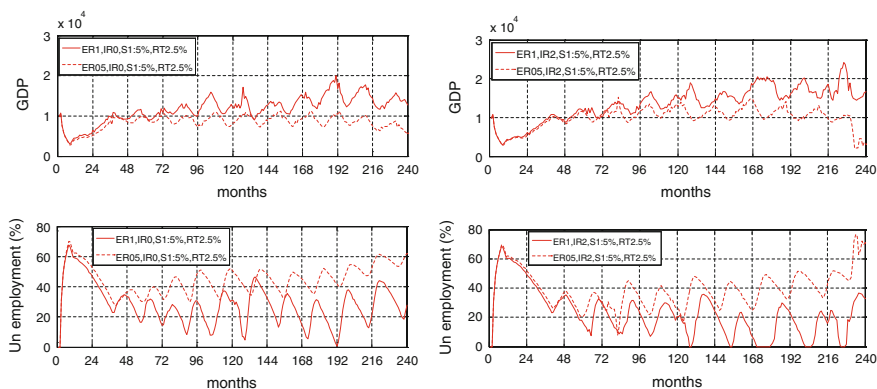 x 10^4
3
2
1
0
GDP
ER1,IR0,S1:5%,RT2.5%
ER05,IR0,S1:5%,RT2.5%
0 24 48 72 96 120 144 168 192 216 240
months
x 10^4
3
2
1
0
GDP
ER1,IR2,S1:5%,RT2.5%
ER05,IR2,S1:5%,RT2.5%
0 24 48 72 96 120 144 168 192 216 240
months
80
60
40
20
0
Un employment (%)
ER1,IR0,S1:5%,RT2.5%
ER05,IR0,S1:5%,RT2.5%
0 24 48 72 96 120 144 168 192 216 240
months
80
60
40
20
0
Un employment (%)
ER1,IR2,S1:5%,RT2.5%
ER05,IR2,S1:5%,RT2.5%
0 24 48 72 96 120 144 168 192 216 240
months